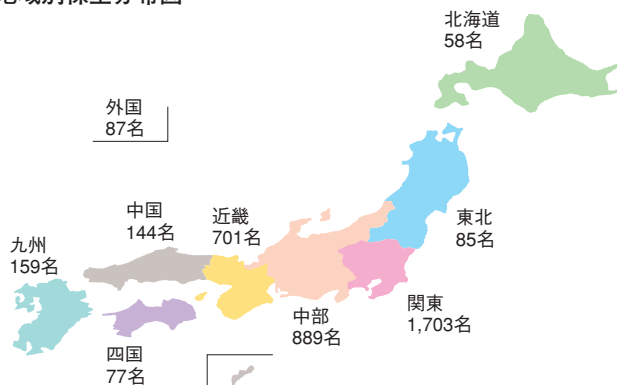 北海道
58名
外国
87名
中国
144名
近畿
701名
東北
85名
九州
159名
関東
1,703名
中部
889名
四国
77名